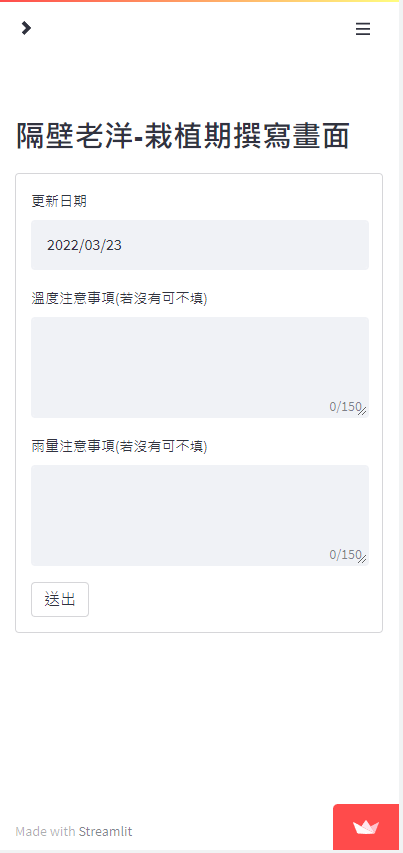 隔壁老洋-栽植期撰寫畫面
更新日期
2022/03/23
溫度注意事項(若沒有可不填)
0/150
雨量注意事項(若沒有可不填)
0/150
送出
Made with Streamlit